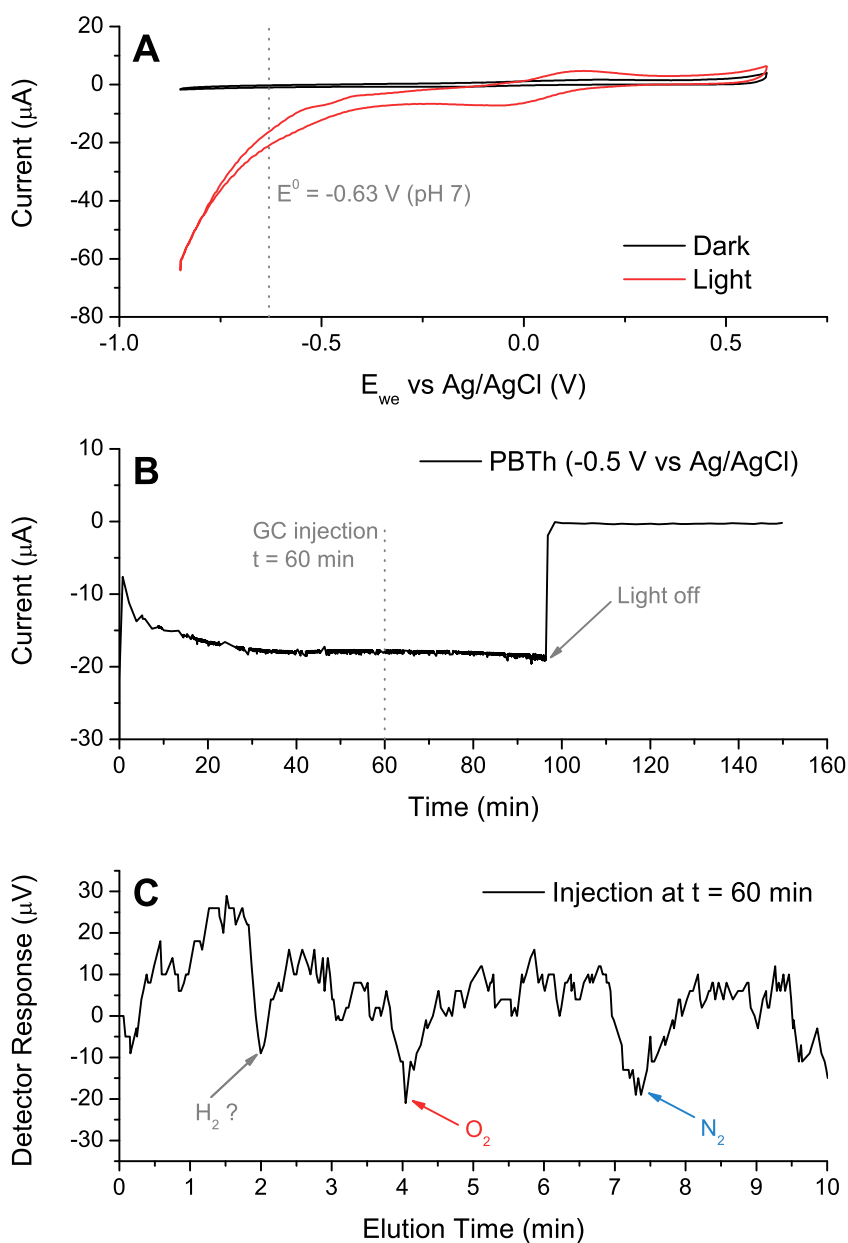 A
20
0
-20
-40
-60
-80
Current (μA)
E⁰ = -0.63 V (pH 7)
Dark
Light
-1.0 -0.5 0.0 0.5
E_we vs Ag/AgCl (V)
B
10
0
-10
-20
-30
Current (μA)
PBTh (-0.5 V vs Ag/AgCl)
GC injection
t = 60 min
Light off
0 20 40 60 80 100 120 140 160
Time (min)
C
30
20
10
0
-10
-20
-30
Detector Response (μV)
Injection at t = 60 min
H₂ ?
O₂
N₂
0 1 2 3 4 5 6 7 8 9 10
Elution Time (min)